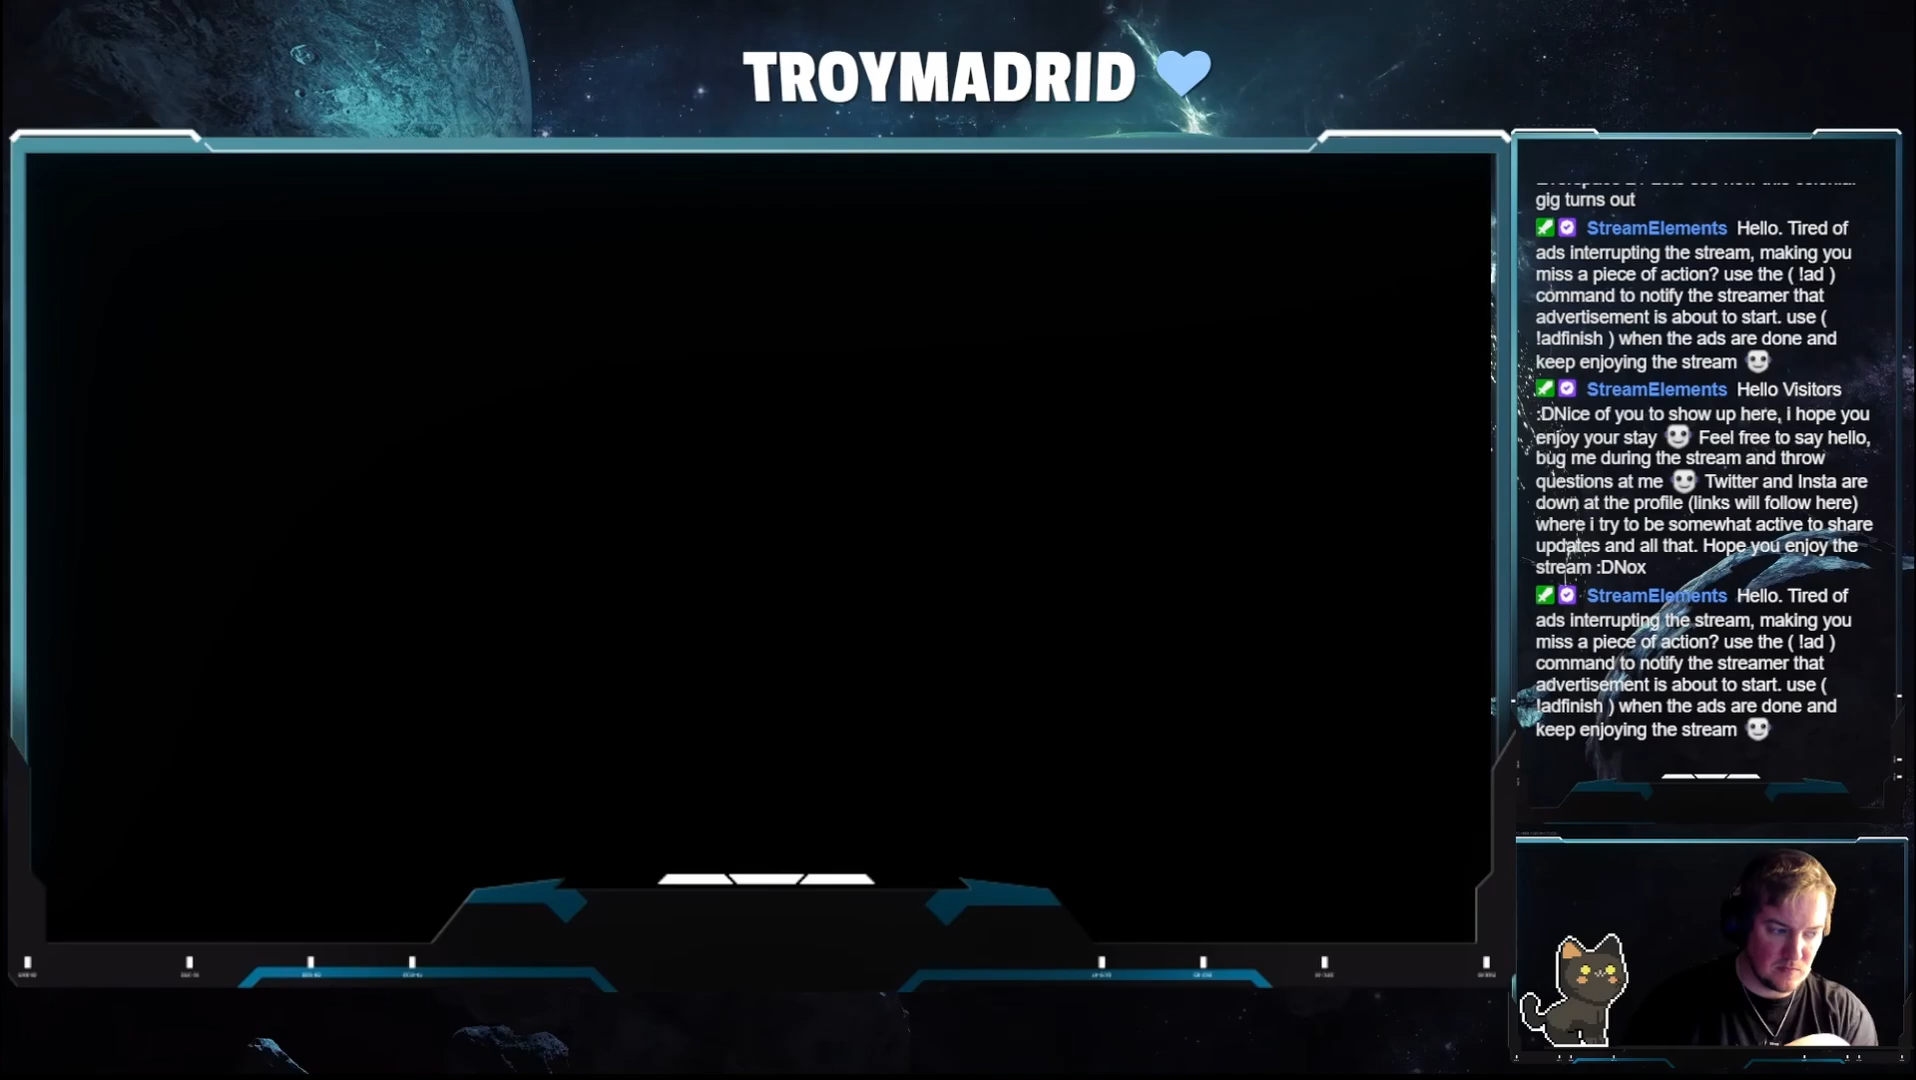 TROYMADRID
gig turns out
StreamElements Hello. Tired of
ads interrupting the stream, making you
miss a piece of action? use the ( !ad )
command to notify the streamer that
advertisement is about to start. use (
!adfinish ) when the ads are done and
keep enjoying the stream
StreamElements Hello Visitors
:DNice of you to show up here, i hope you
enjoy your stay Feel free to say hello,
bug me during the stream and throw
questions at me Twitter and Insta are
down at the profile (links will follow here)
where i try to be somewhat active to share
updates and all that. Hope you enjoy the
stream :DNox
StreamElements Hello. Tired of
ads interrupting the stream, making you
miss a piece of action? use the ( !ad )
command to notify the streamer that
advertisement is about to start. use (
!adfinish ) when the ads are done and
keep enjoying the stream